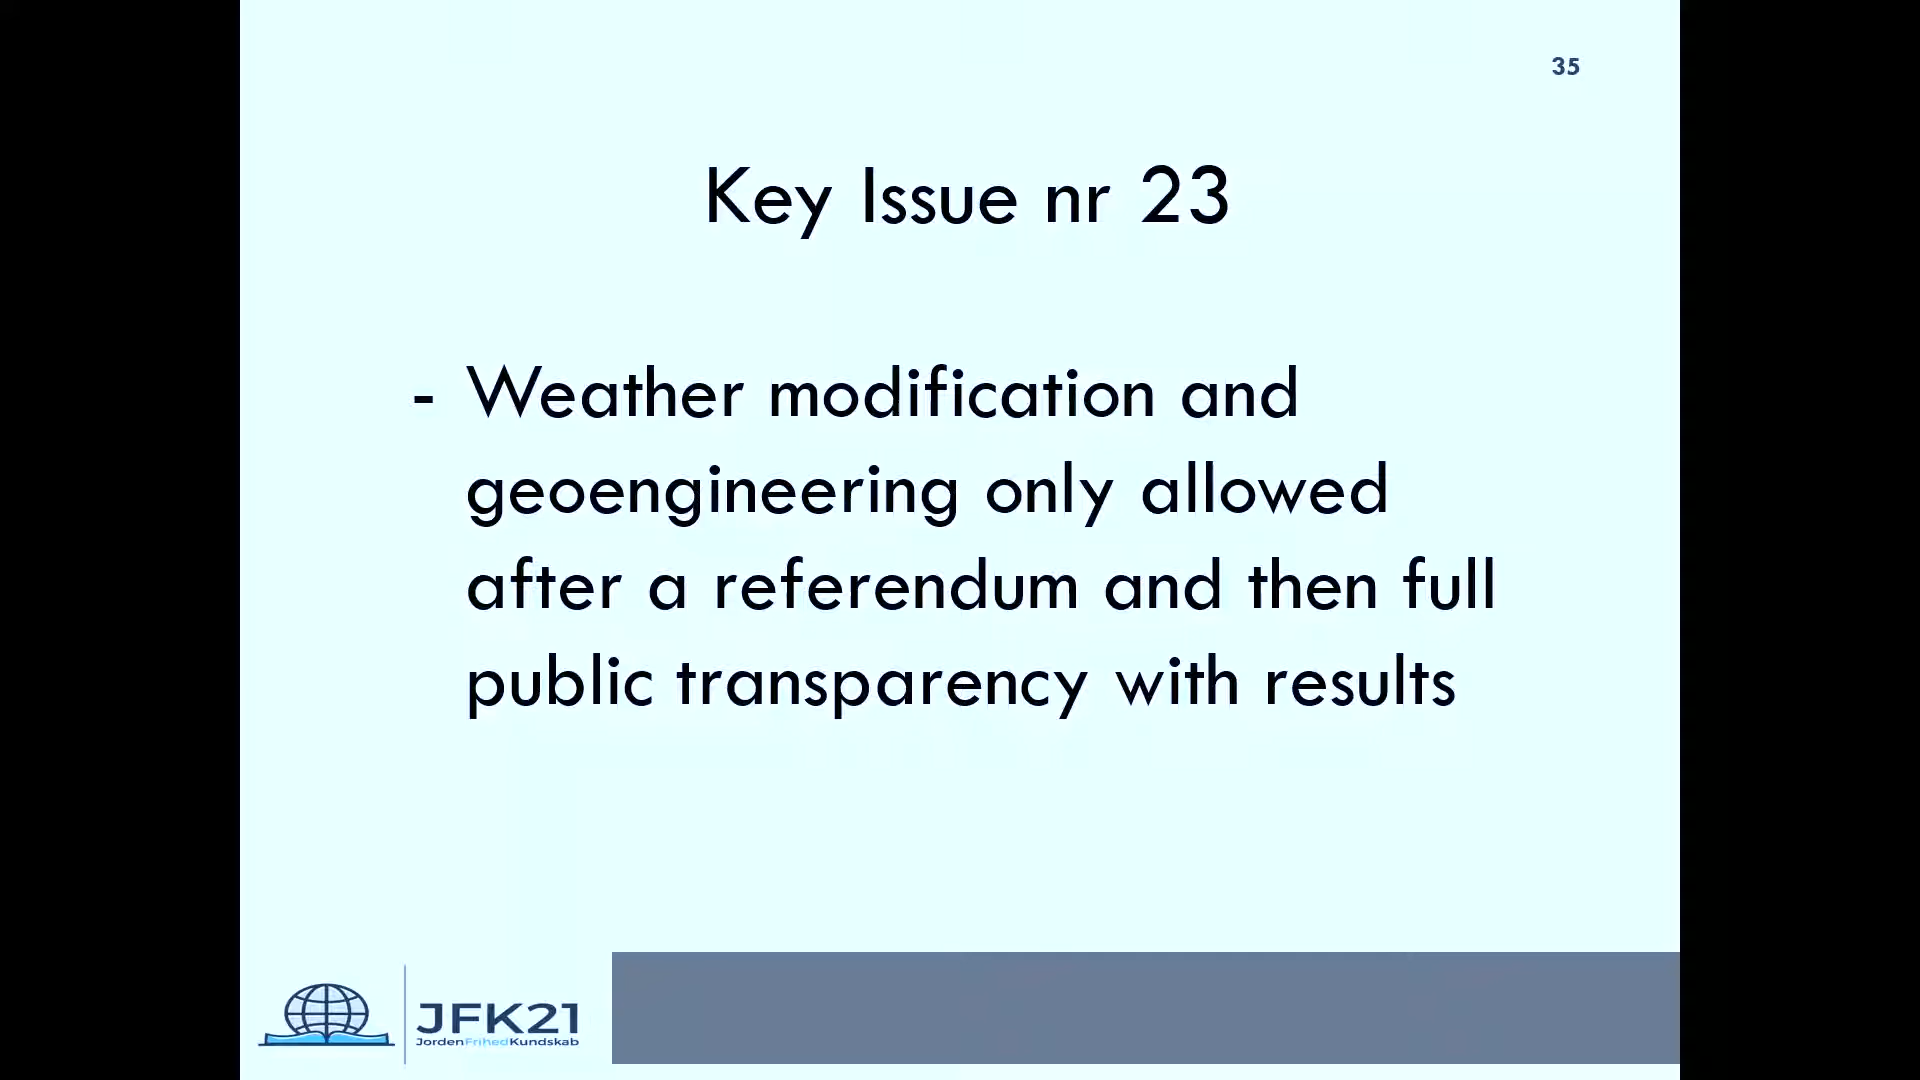 35
Key Issue nr 23
- Weather modification and
geoengineering only allowed
after a referendum and then full
public transparency with results
JFK21
JordenFrihedKundskab